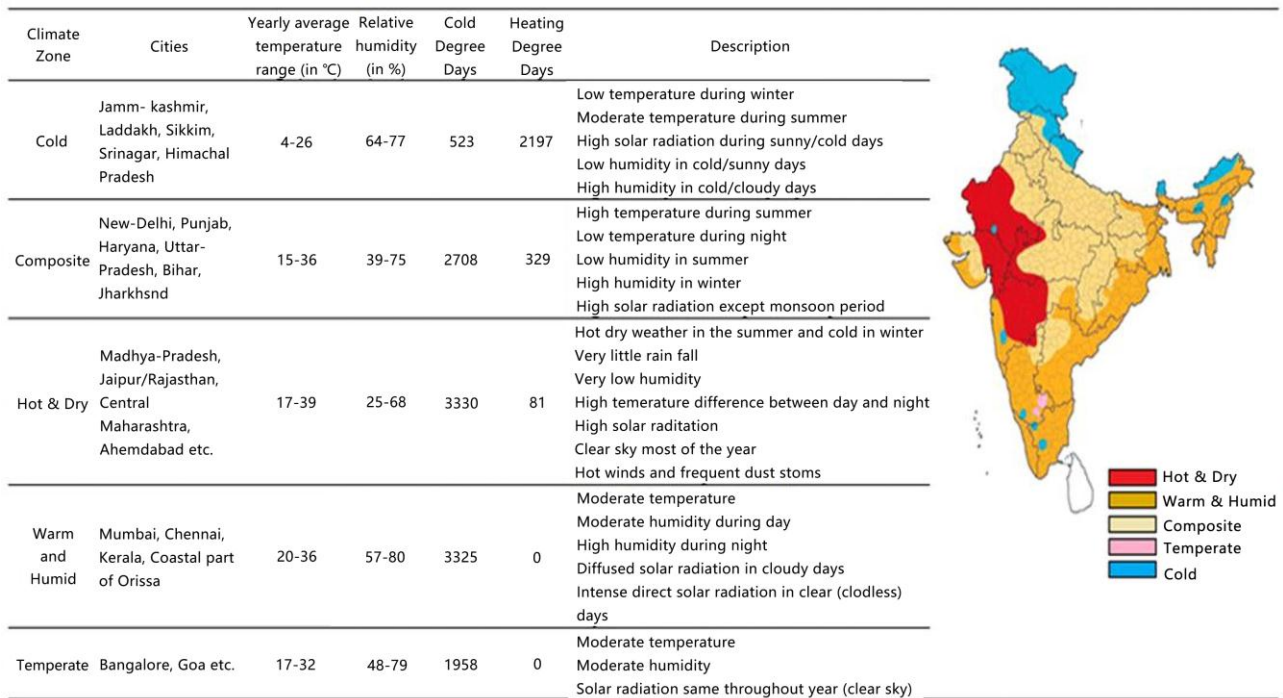 Climate Zone
Cities
Yearly average temperature range (in ℃)
Relative humidity (in %)
Cold Degree Days
Heating Degree Days
Description
Cold
Jamm- kashmir,
Laddakh, Sikkim,
Srinagar, Himachal
Pradesh
4-26
64-77
523
2197
Low temperature during winter
Moderate temperature during summer
High solar radiation during sunny/cold days
Low humidity in cold/sunny days
High humidity in cold/cloudy days
Composite
New-Delhi, Punjab,
Haryana, Uttar-
Pradesh, Bihar,
Jharkhsnd
15-36
39-75
2708
329
High temperature during summer
Low temperature during night
Low humidity in summer
High humidity in winter
High solar radiation except monsoon period
Hot & Dry
Madhya-Pradesh,
Jaipur/Rajasthan,
Central
Maharashtra,
Ahemdabad etc.
17-39
25-68
3330
81
Hot dry weather in the summer and cold in winter
Very little rain fall
Very low humidity
High temerature difference between day and night
High solar raditation
Clear sky most of the year
Hot winds and frequent dust stoms
Warm
and
Humid
Mumbai, Chennai,
Kerala, Coastal part
of Orissa
20-36
57-80
3325
0
Moderate temperature
Moderate humidity during day
High humidity during night
Diffused solar radiation in cloudy days
Intense direct solar radiation in clear (clodless)
days
Temperate
Bangalore, Goa etc.
17-32
48-79
1958
0
Moderate temperature
Moderate humidity
Solar radiation same throughout year (clear sky)
Hot & Dry
Warm & Humid
Composite
Temperate
Cold